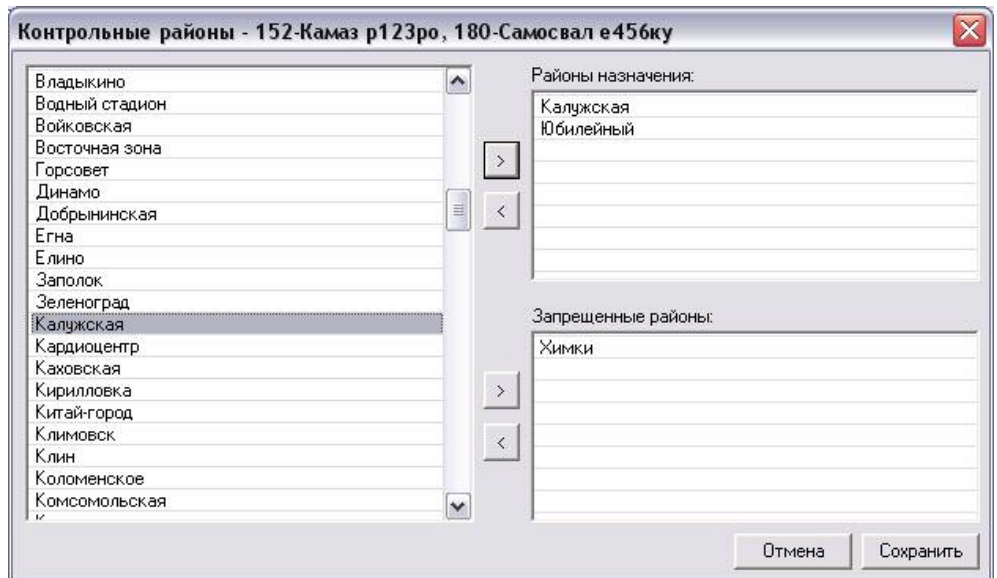 Контрольные районы - 152-Камаз р123ро, 180-Самосвал е456ку
Владыкино
Водный стадион
Войковская
Восточная зона
Горсовет
Динамо
Добрынинская
Егна
Елино
Заполок
Зеленоград
Калужская
Кардиоцентр
Каховская
Кирилловка
Китай-город
Климовск
Клин
Коломенское
Комсомольская
>
<
>
<
Районы назначения:
Калужская
Юбилейный
Запрещенные районы:
Химки
Отмена
Сохранить